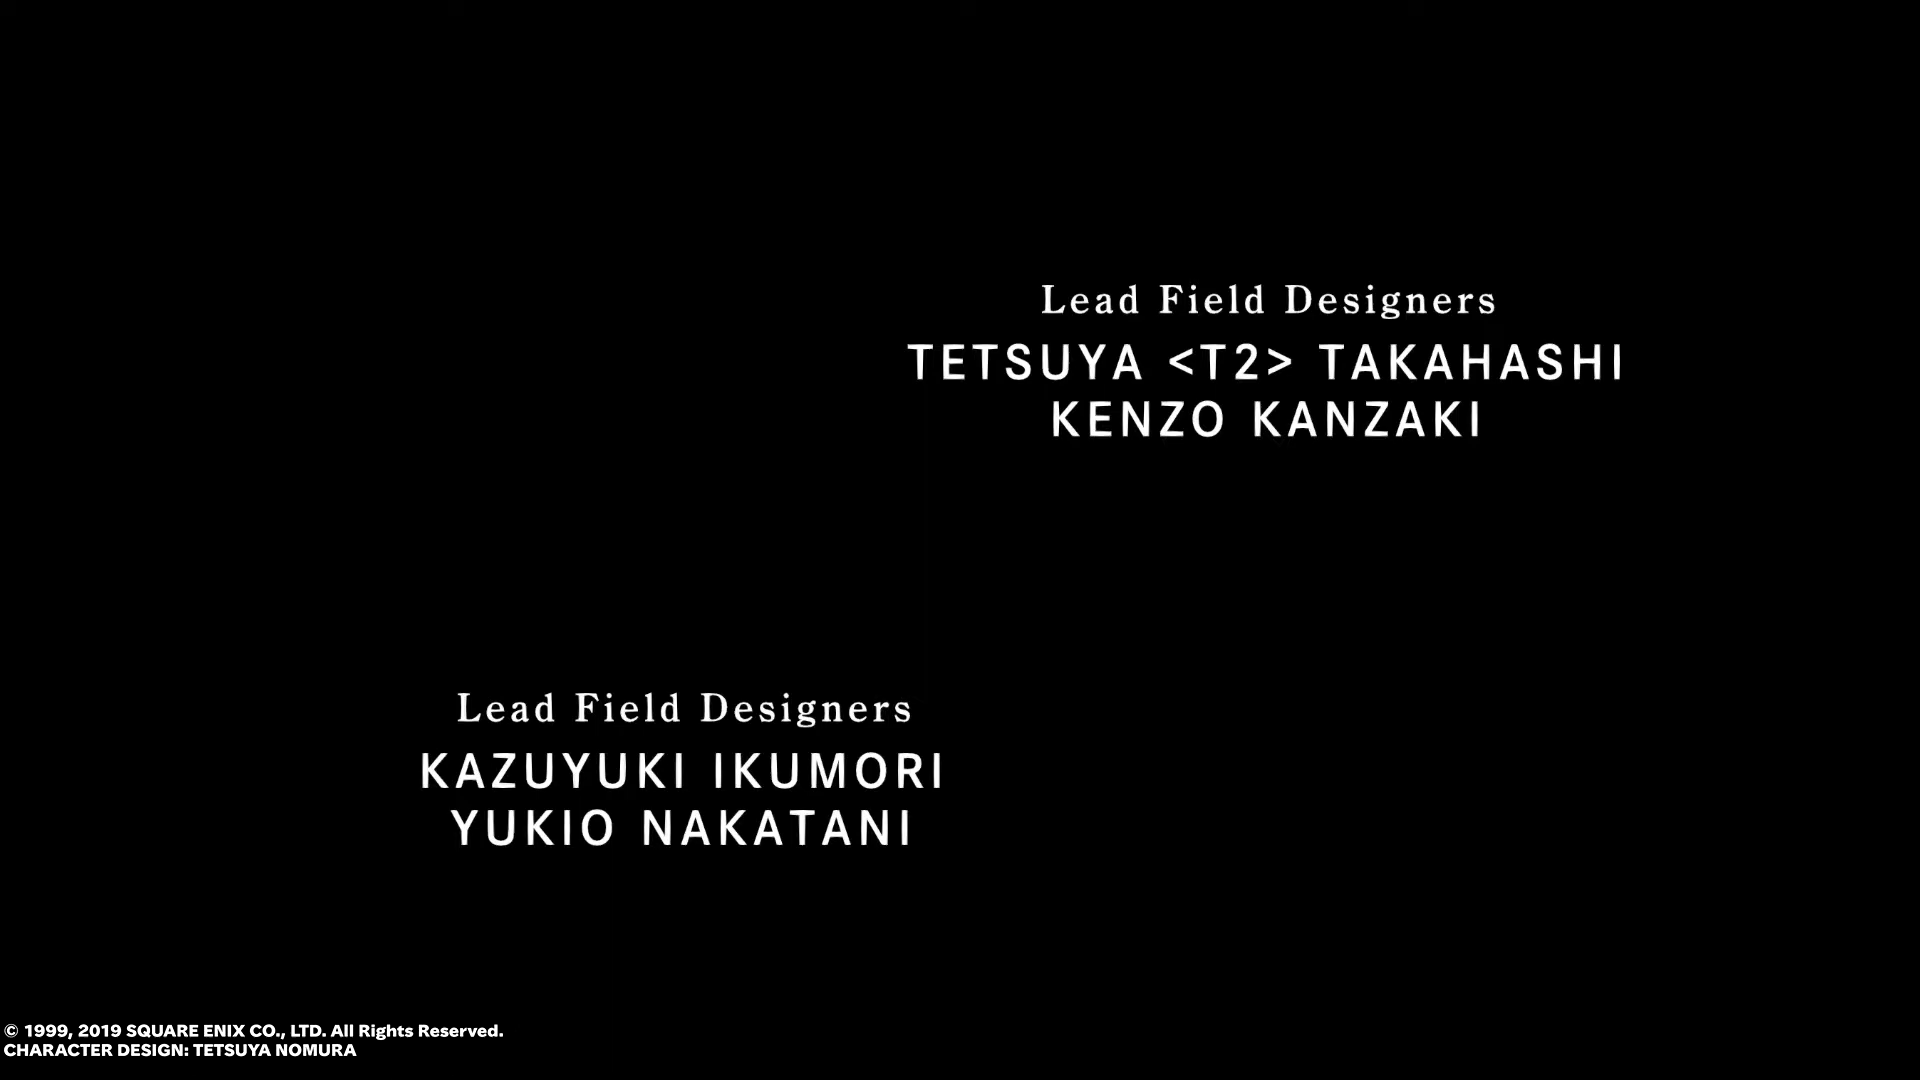 Lead Field Designers
TETSUYA <T2> TAKAHASHI
KENZO KANZAKI
Lead Field Designers
KAZUYUKI IKUMORI
YUKIO NAKATANI
© 1999, 2019 SQUARE ENIX CO., LTD. All Rights Reserved.
CHARACTER DESIGN: TETSUYA NOMURA